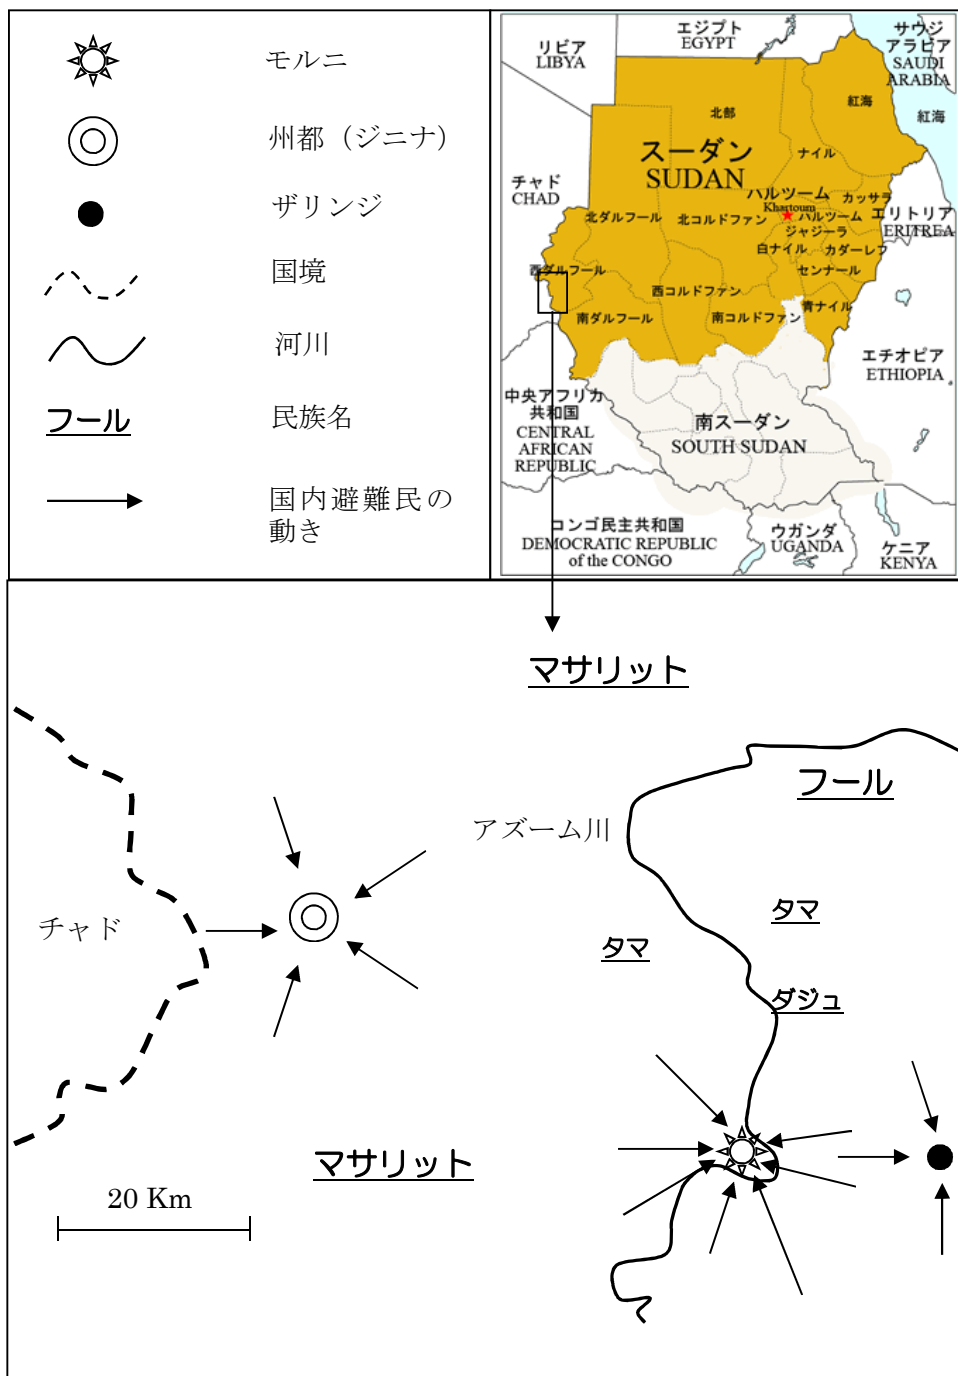 モルニ
州都（ジニナ）
ザリンジ
国境
河川
フール
民族名
国内避難民の
動き
リビア
LIBYA
エジプト
EGYPT
サウジ
アラビア
SAUDI
ARABIA
紅海
紅海
北部
スーダン
SUDAN
ナイル
チャド
CHAD
ハルツーム
Khartoum
ハルツーム
カッサラ
エリトリア
ERITREA
北ダルフール
北コルドファン
ジャジーラ
白ナイル
カダーレフ
西ダルフール
センナール
西コルドファン
青ナイル
南ダルフール
南コルドファン
エチオピア
ETHIOPIA
中央アフリカ
共和国
CENTRAL
AFRICAN
REPUBLIC
南スーダン
SOUTH SUDAN
コンゴ民主共和国
DEMOCRATIC REPUBLIC
of the CONGO
ウガンダ
UGANDA
ケニア
KENYA
マサリット
フール
アズーム川
タマ
チャド
タマ
ダジュ
マサリット
20 Km